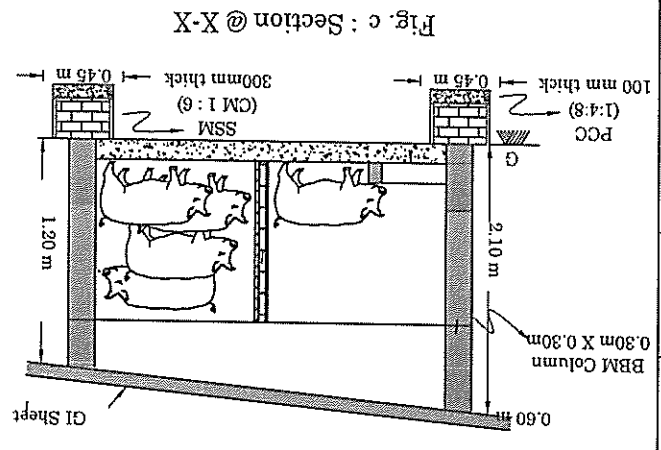 GI Sheet
0.60 m
BBM Column
0.30m X 0.30m
1.20 m
2.10 m
G
SSM
(CM 1 : 6)
300mm thick
0.45 m
PCC
(1:4:8)
100 mm thick
0.45 m
Fig. c : Section @ X-X